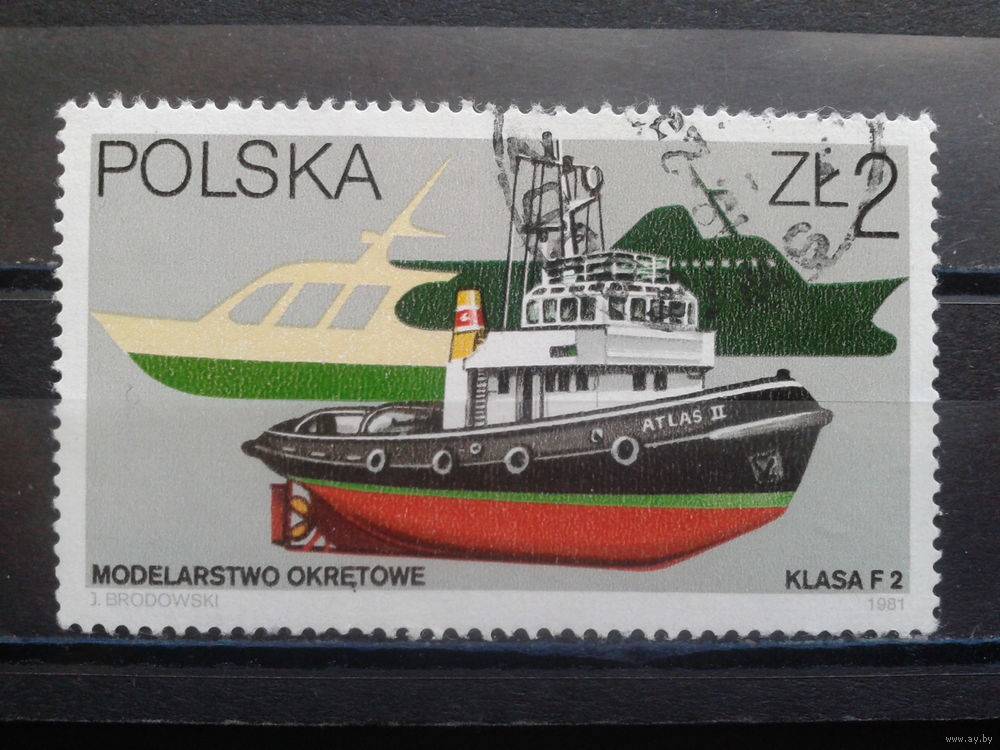 POLSKA
ZŁ 2
ATLAS II
MODELARSTWO OKRĘTOWE
KLASA F 2
J. BRODOWSKI
1981
www.ay.by